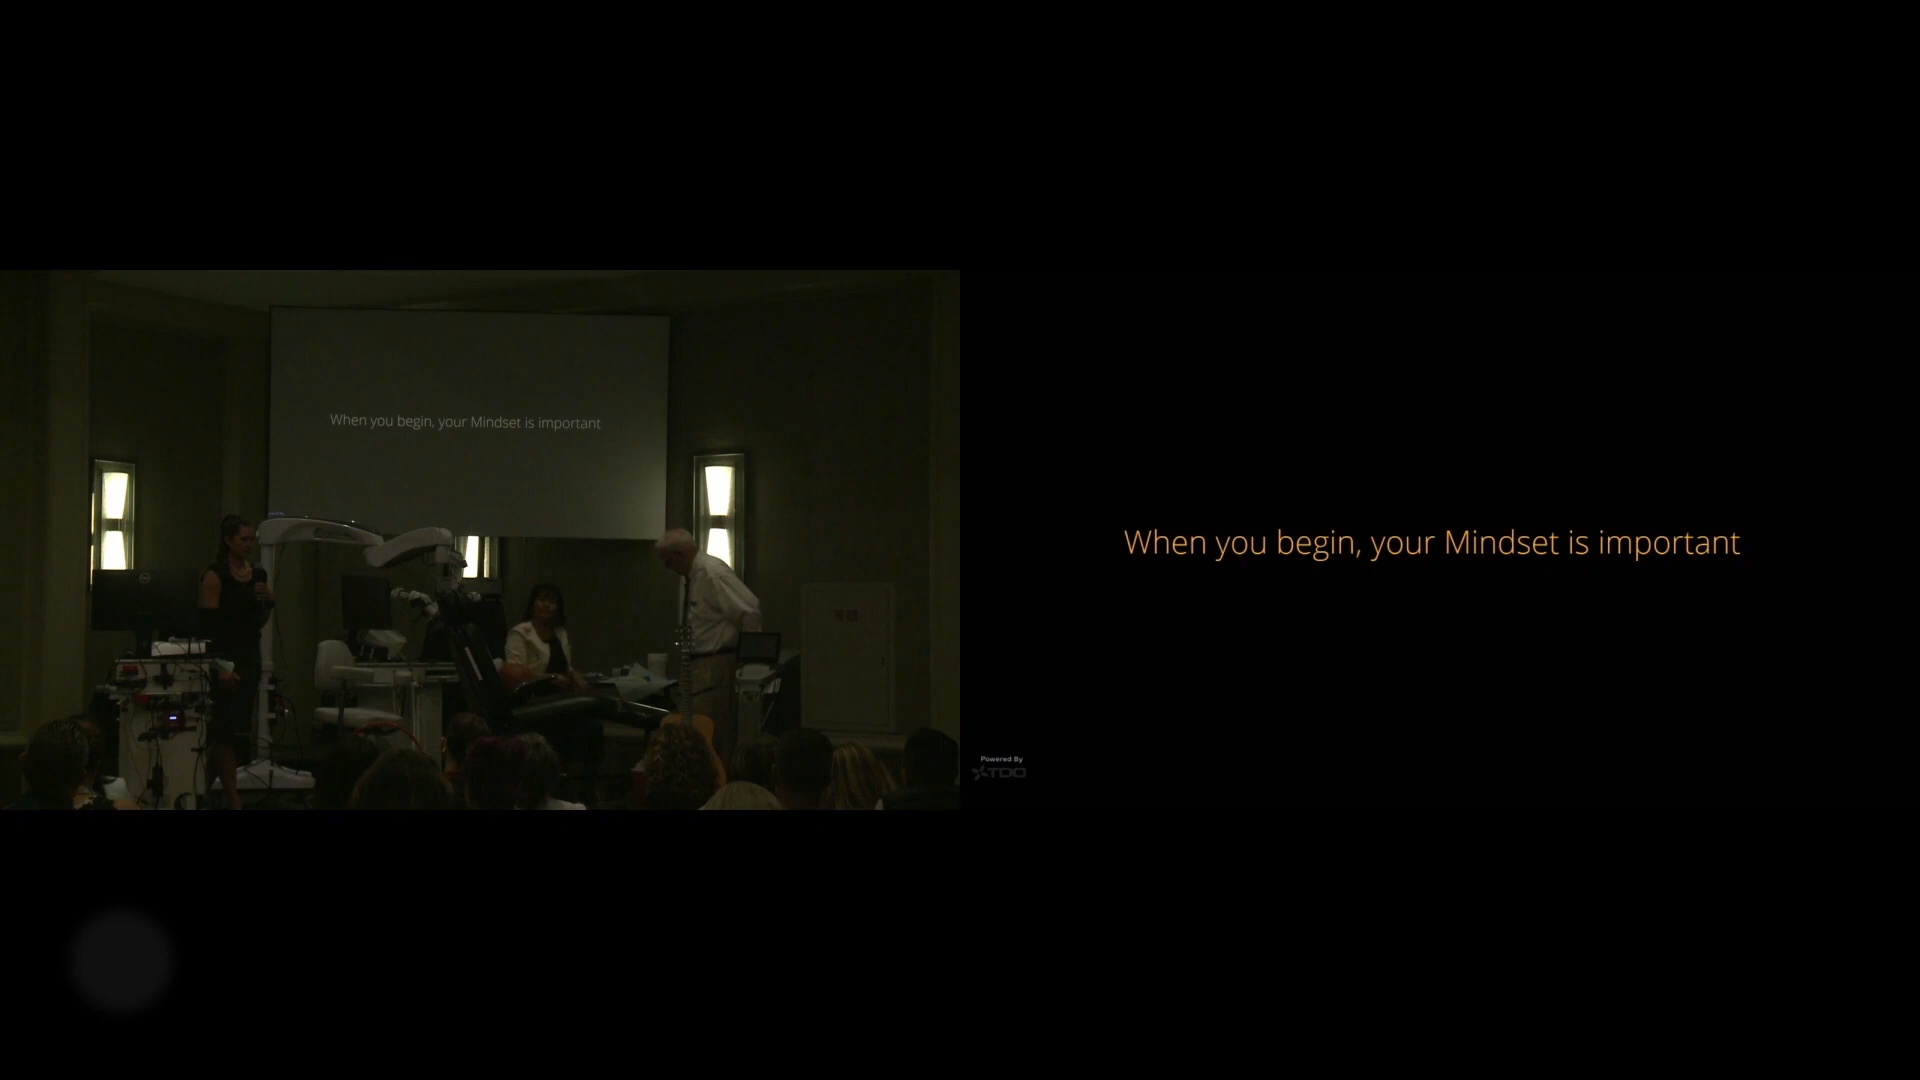 When you begin, your Mindset is important
When you begin, your Mindset is important
Powered By
TDO